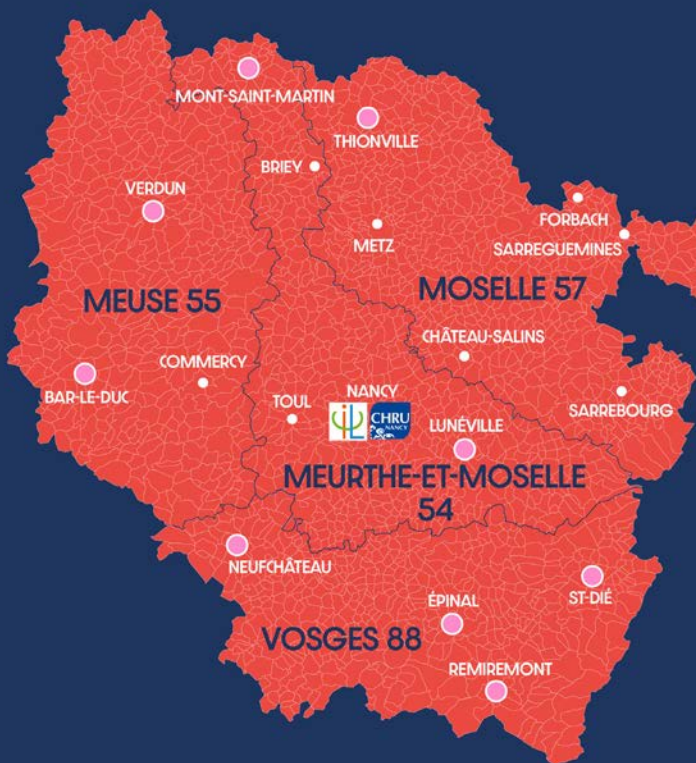 MONT-SAINT-MARTIN
THIONVILLE
BRIEY
VERDUN
FORBACH
METZ
SARREGUEMINES
MEUSE 55
MOSELLE 57
CHÂTEAU-SALINS
COMMERCY
BAR-LE-DUC
TOUL
NANCY
SARREBOURG
CHRU
NANCY
LUNÉVILLE
MEURTHE-ET-MOSELLE
54
NEUFCHÂTEAU
ST-DIÉ
ÉPINAL
VOSGES 88
REMIREMONT